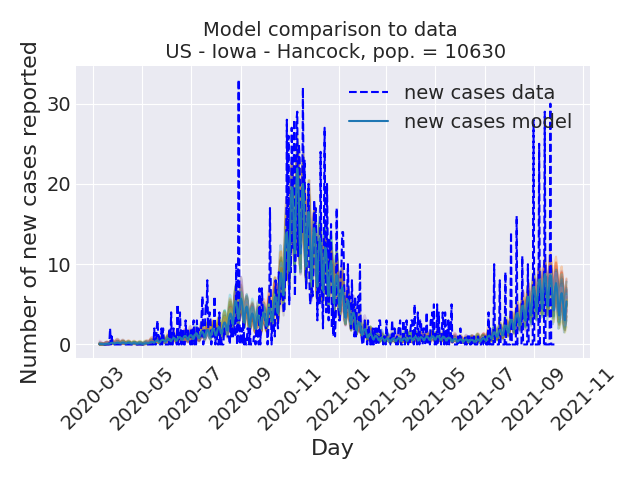 Model comparison to data
US - Iowa - Hancock, pop. = 10630
Number of new cases reported
30
20
10
0
new cases data
new cases model
2020-03
2020-05
2020-07
2020-09
2020-11
2021-01
2021-03
2021-05
2021-07
2021-09
2021-11
Day